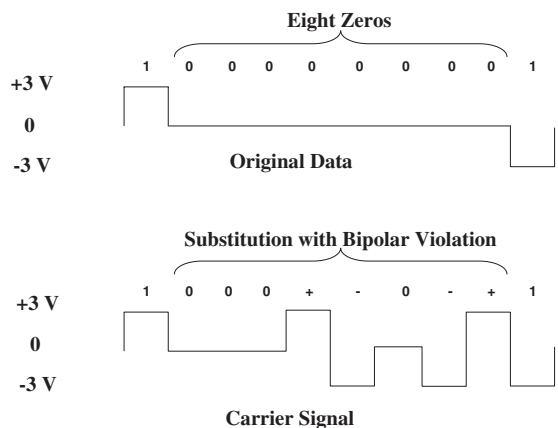 Eight Zeros
1 0 0 0 0 0 0 0 0 1
+3 V
0
-3 V
Original Data
Substitution with Bipolar Violation
1 0 0 0 + - 0 - + 1
+3 V
0
-3 V
Carrier Signal